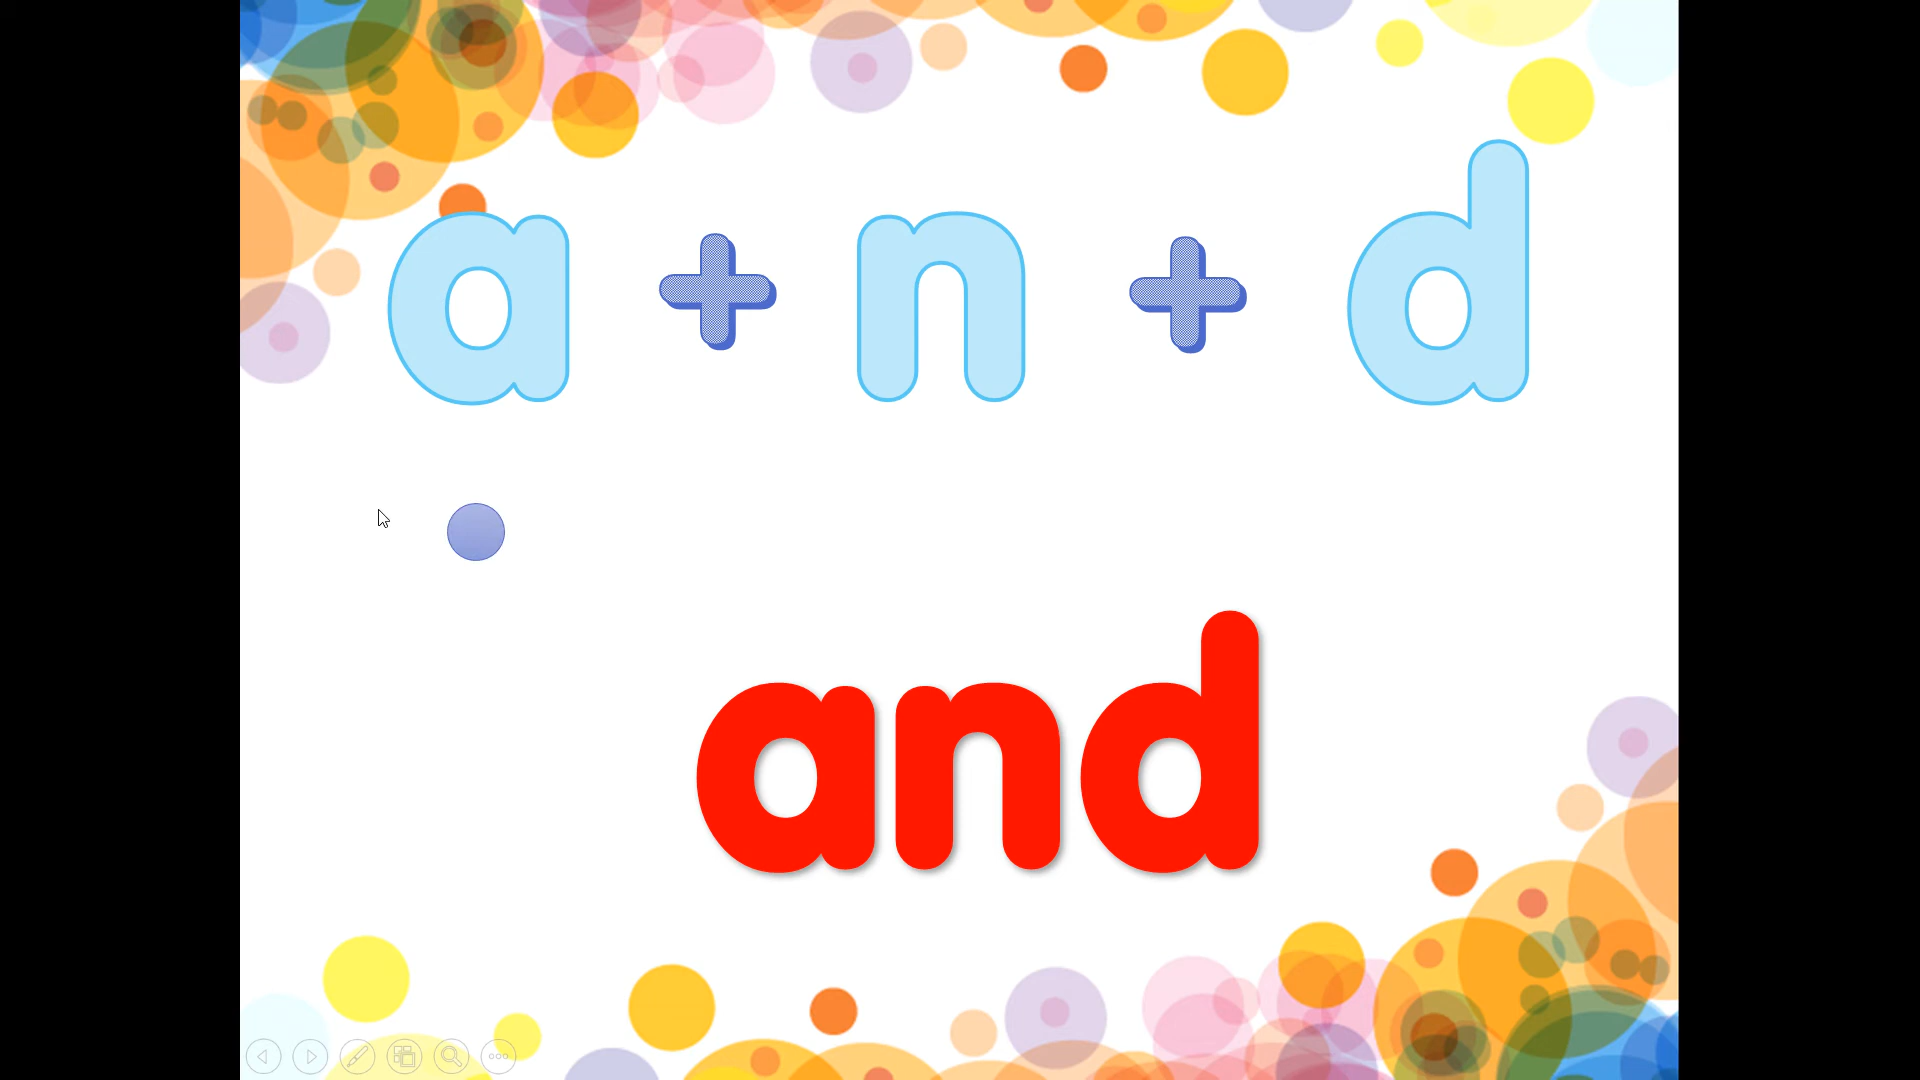 a + n + d
and